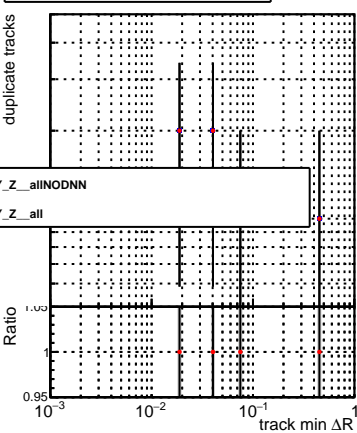 duplicate tracks
_Z__allNODNN
_Z__all
Ratio
1.05
1
0.95
10−3 10−2 10−1 1
track min ΔR